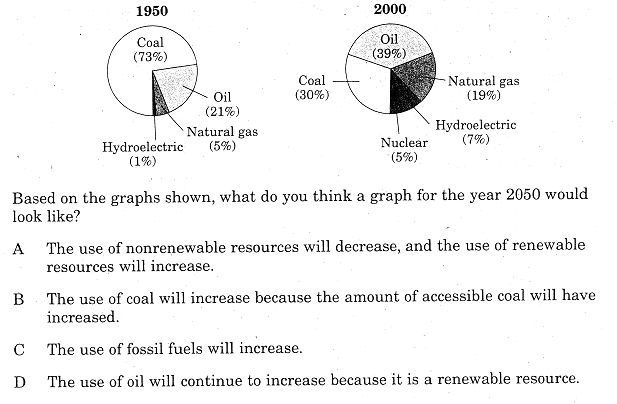 1950
2000
Coal
(73%)
Oil
(21%)
Natural gas
(5%)
Hydroelectric
(1%)
Oil
(39%)
Coal
(30%)
Natural gas
(19%)
Hydroelectric
(7%)
Nuclear
(5%)
Based on the graphs shown, what do you think a graph for the year 2050 would
look like?
A The use of nonrenewable resources will decrease, and the use of renewable
resources will increase.
B The use of coal will increase because the amount of accessible coal will have
increased.
C The use of fossil fuels will increase.
D The use of oil will continue to increase because it is a renewable resource.